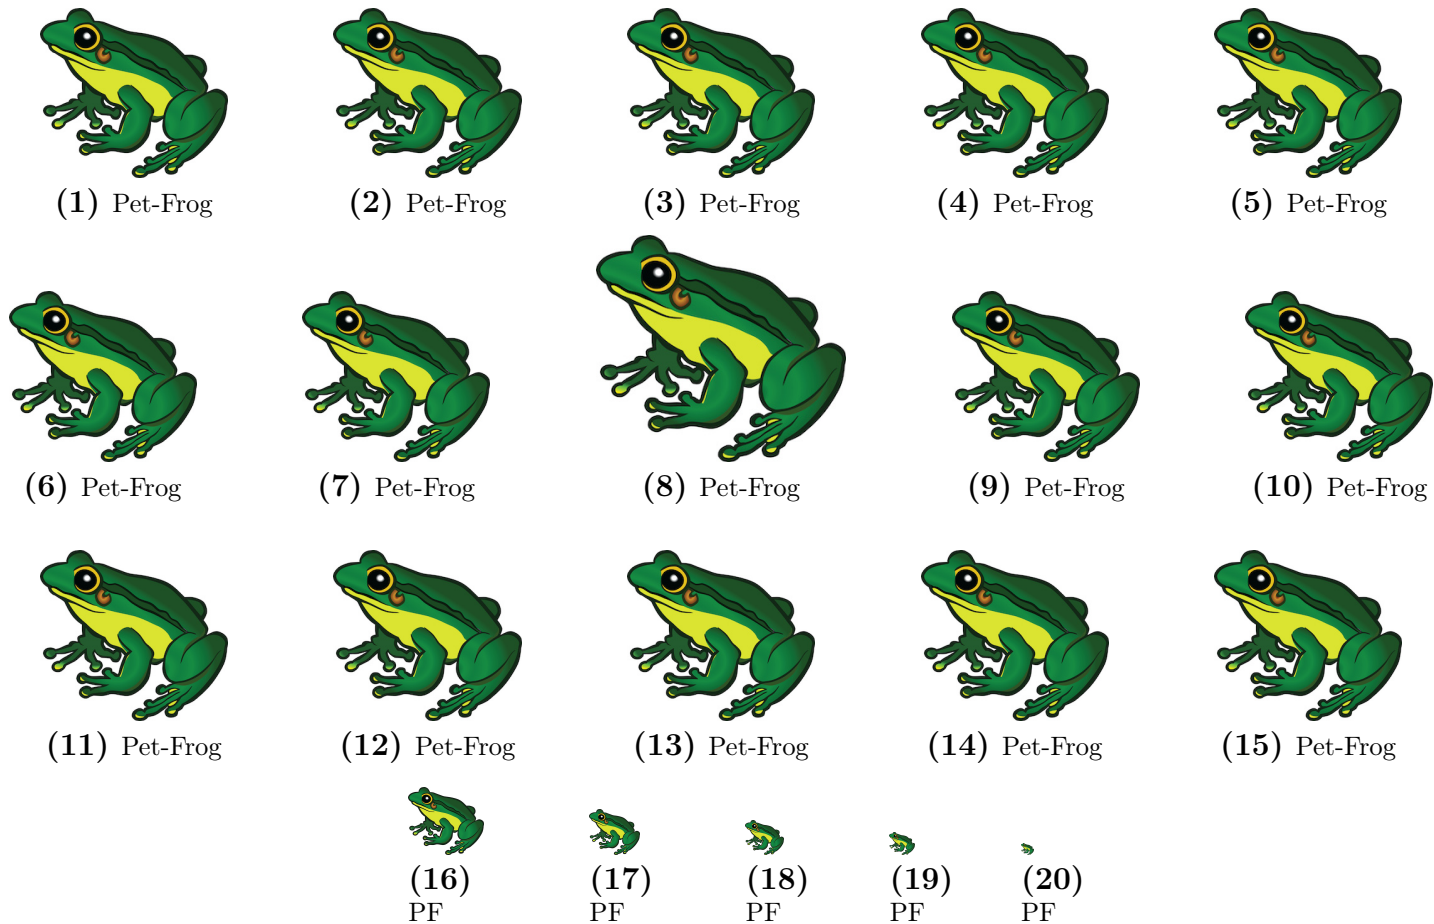 (1) Pet-Frog (2) Pet-Frog (3) Pet-Frog (4) Pet-Frog (5) Pet-Frog
(6) Pet-Frog (7) Pet-Frog (8) Pet-Frog (9) Pet-Frog (10) Pet-Frog
(11) Pet-Frog (12) Pet-Frog (13) Pet-Frog (14) Pet-Frog (15) Pet-Frog
(16) (17) (18) (19) (20)
PF PF PF PF PF